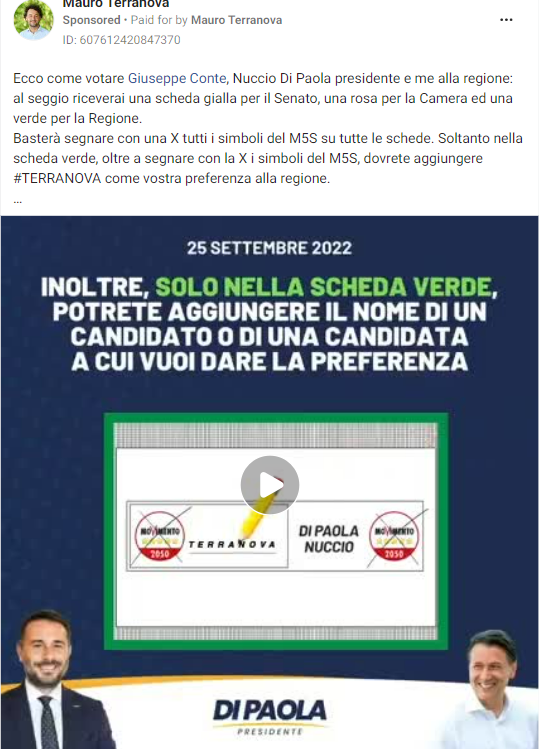 Mauro Terranova
Sponsored • Paid for by Mauro Terranova
ID: 607612420847370
Ecco come votare Giuseppe Conte, Nuccio Di Paola presidente e me alla regione:
al seggio riceverai una scheda gialla per il Senato, una rosa per la Camera ed una
verde per la Regione.
Basterà segnare con una X tutti i simboli del M5S su tutte le schede. Soltanto nella
scheda verde, oltre a segnare con la X i simboli del M5S, dovrete aggiungere
#TERRANOVA come vostra preferenza alla regione.
...
25 SETTEMBRE 2022
INOLTRE, SOLO NELLA SCHEDA VERDE,
POTRETE AGGIUNGERE IL NOME DI UN
CANDIDATO O DI UNA CANDIDATA
A CUI VUOI DARE LA PREFERENZA
MOVIMENTO
2050
TERRANOVA
DI PAOLA
NUCCIO
MOVIMENTO
2050
DI PAOLA
PRESIDENTE